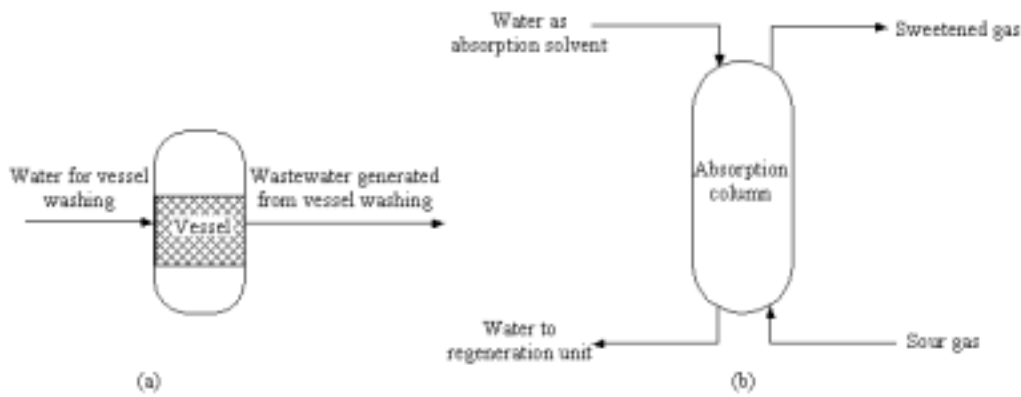 Water for vessel
washing
Vessel
Wastewater generated
from vessel washing
(a)
Water as
absorption solvent
Sweetened gas
Absorption
column
Water to
regeneration unit
Sour gas
(b)